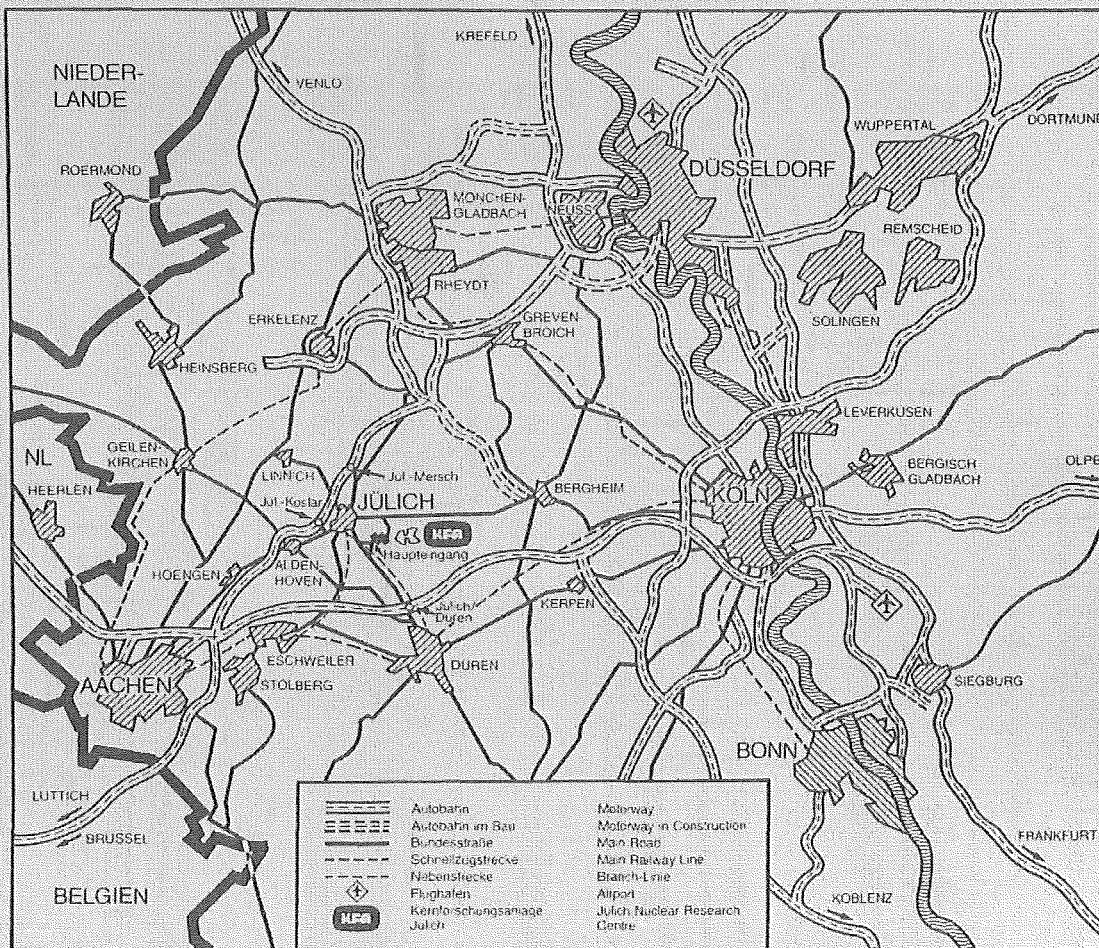 KREFELD
NIEDER-
LANDE
VENLO
DORTMUND
WUPPERTAL
ROERMOND
DÜSSELDORF
MÖNCHEN-
GLADBACH
NEUSS
REMSCHEID
RHEYDT
SOLINGEN
ERKELENZ
GREVEN
BROICH
HEINSBERG
LEVERKUSEN
GEILEN-
KIRCHEN
NL
LINNICH
Jül.-Mersch
BERGISCH
GLADBACH
OLPE
HEERLEN
Jül.-Koslar
JÜLICH
BERGHEIM
KÖLN
KFA
Haupteingang
HOENGEN
ALDEN-
HOVEN
KERPEN
Jülich/
Düren
ESCHWEILER
DÜREN
AACHEN
STOLBERG
SIEGBURG
BONN
LÜTTICH
BRÜSSEL
FRANKFURT
BELGIEN
KOBLENZ
Autobahn Motorway
Autobahn im Bau Motorway in Construction
Bundesstraße Main Road
Schnellzugstrecke Main Railway Line
Nebenstrecke Branch-Line
Flughafen Airport
KFA Kernforschungsanlage Jülich Nuclear Research
Jülich Centre